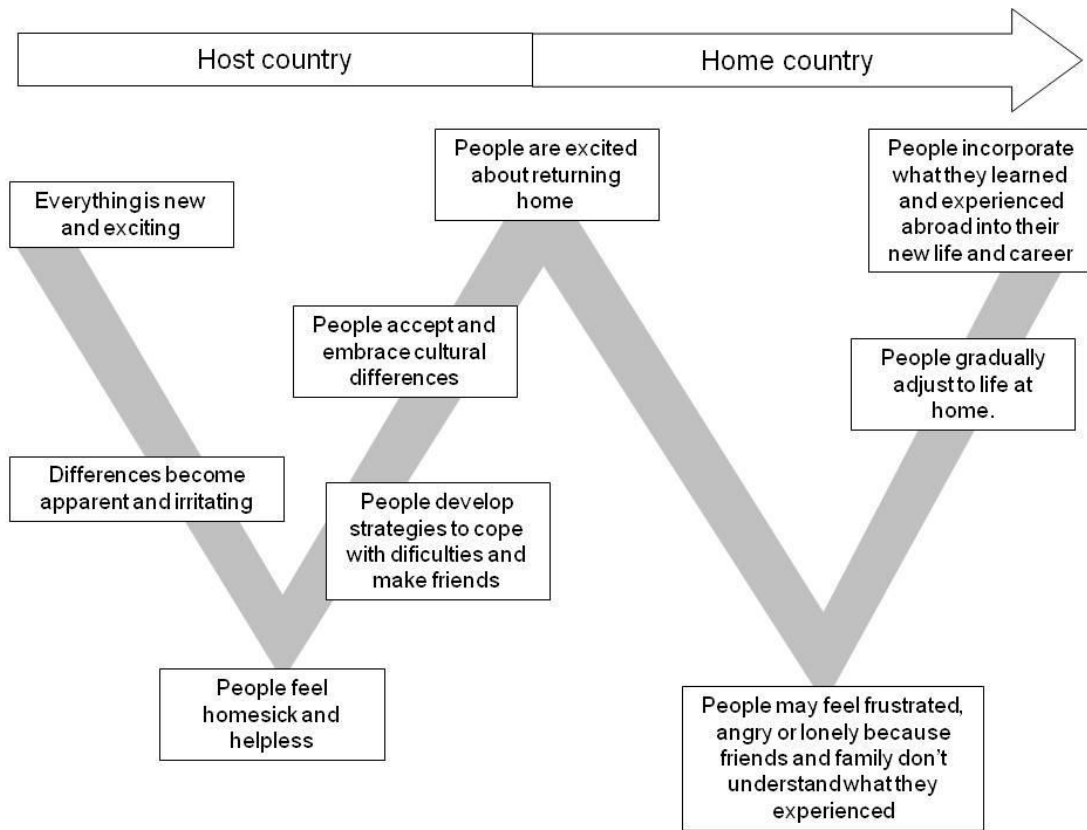 Host country
Home country
Everything is new
and exciting
Differences become
apparent and irritating
People feel
homesick and
helpless
People develop
strategies to cope
with dificulties and
make friends
People accept and
embrace cultural
differences
People are excited
about returning
home
People may feel frustrated,
angry or lonely because
friends and family don't
understand what they
experienced
People gradually
adjust to life at
home.
People incorporate
what they learned
and experienced
abroad into their
new life and career